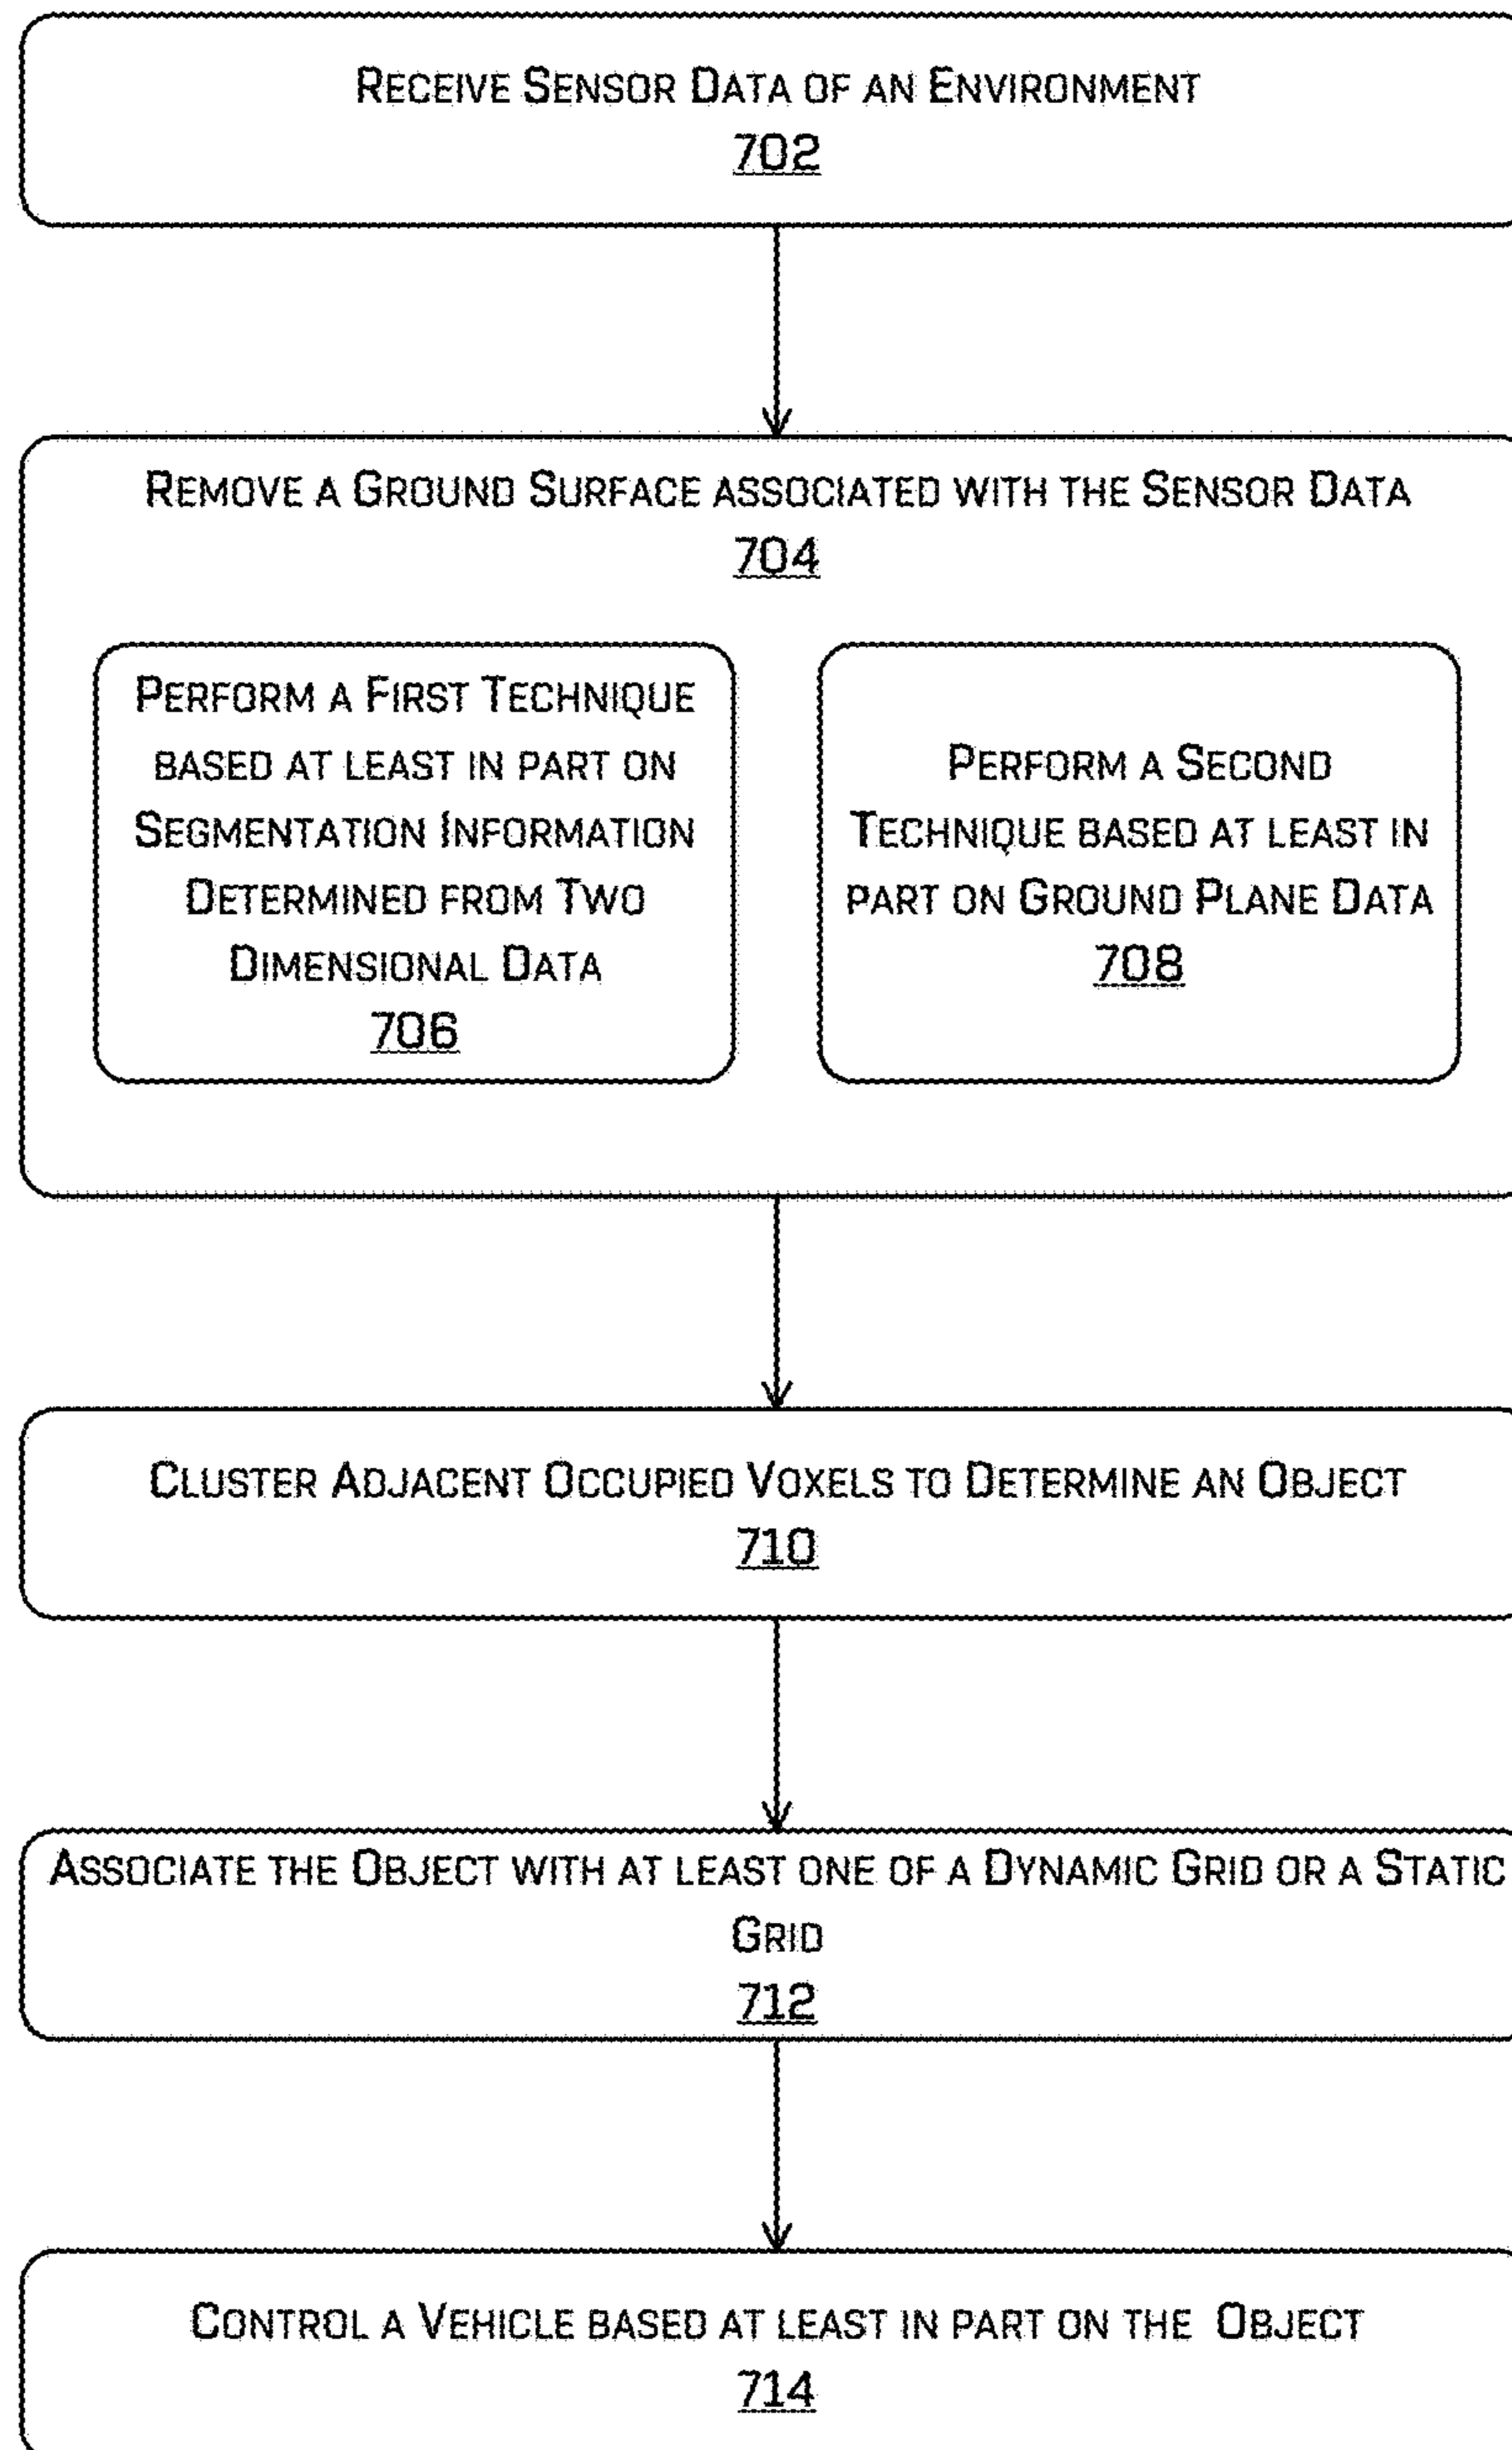 Receive Sensor Data of an Environment
702
Remove a Ground Surface associated with the Sensor Data
704
Perform a First Technique
based at least in part on
Segmentation Information
Determined from Two
Dimensional Data
706
Perform a Second
Technique based at least in
part on Ground Plane Data
708
Cluster Adjacent Occupied Voxels to Determine an Object
710
Associate the Object with at least one of a Dynamic Grid or a Static
Grid
712
Control a Vehicle based at least in part on the Object
714